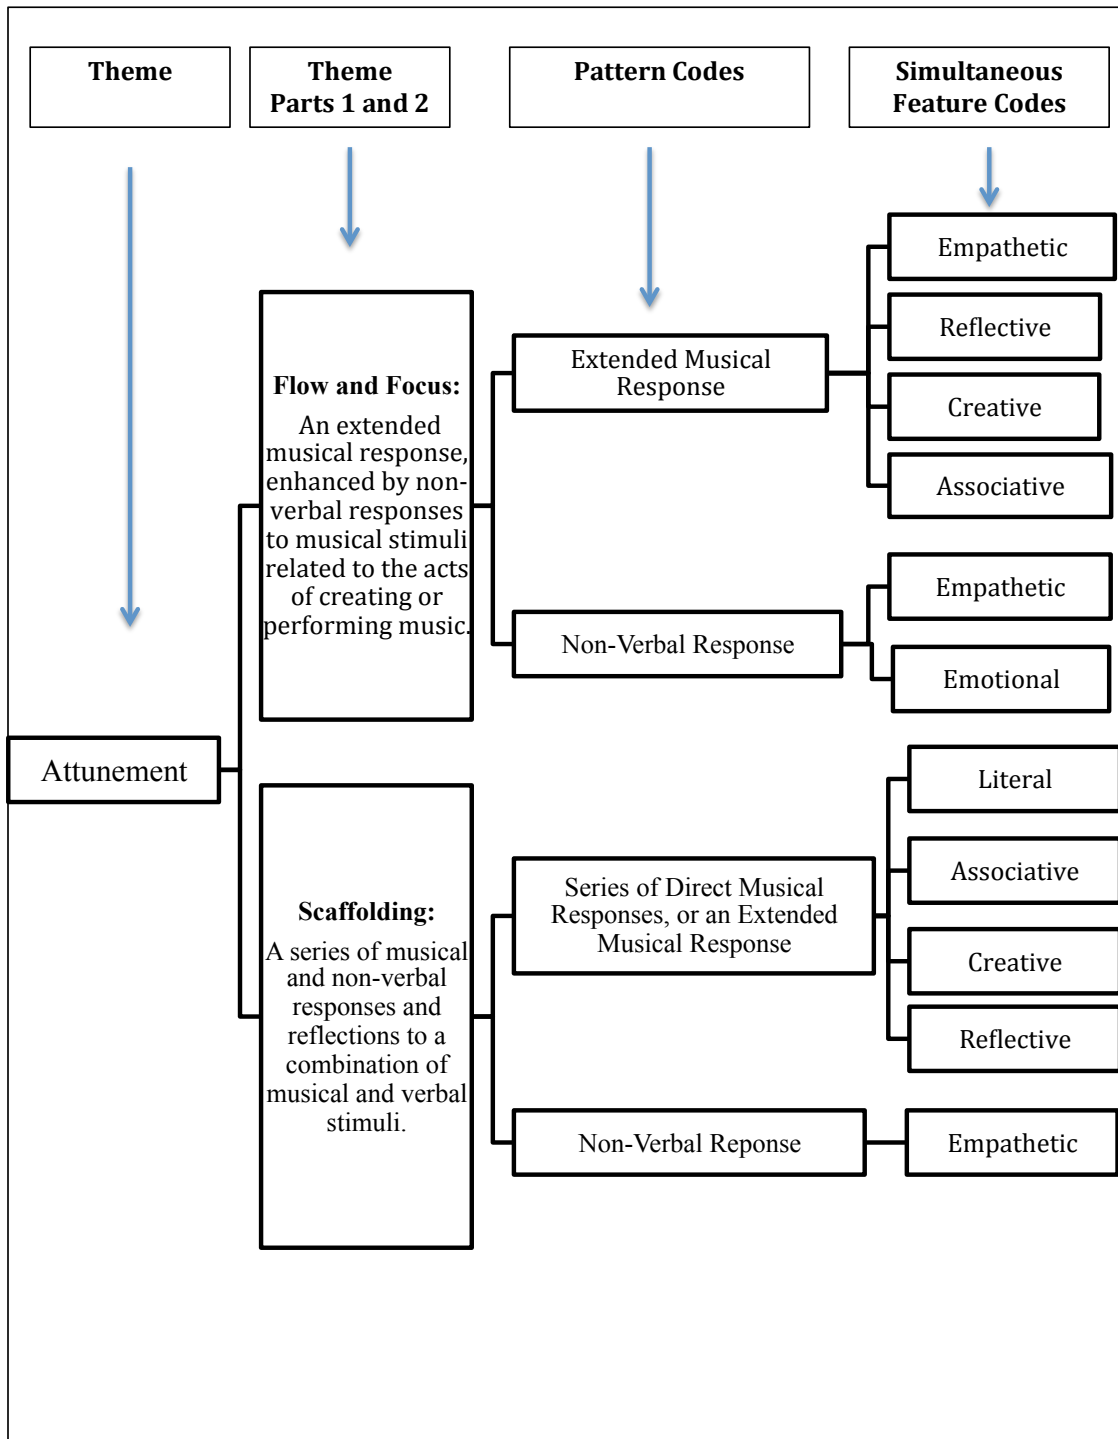 Theme
Theme
Parts 1 and 2
Pattern Codes
Simultaneous
Feature Codes
Empathetic
Reflective
Extended Musical
Response
Creative
Associative
Flow and Focus:
An extended
musical response,
enhanced by non-
verbal responses
to musical stimuli
related to the acts
of creating or
performing music.
Non-Verbal Response
Empathetic
Emotional
Attunement
Scaffolding:
A series of musical
and non-verbal
responses and
reflections to a
combination of
musical and verbal
stimuli.
Series of Direct Musical
Responses, or an Extended
Musical Response
Literal
Associative
Creative
Reflective
Non-Verbal Reponse
Empathetic